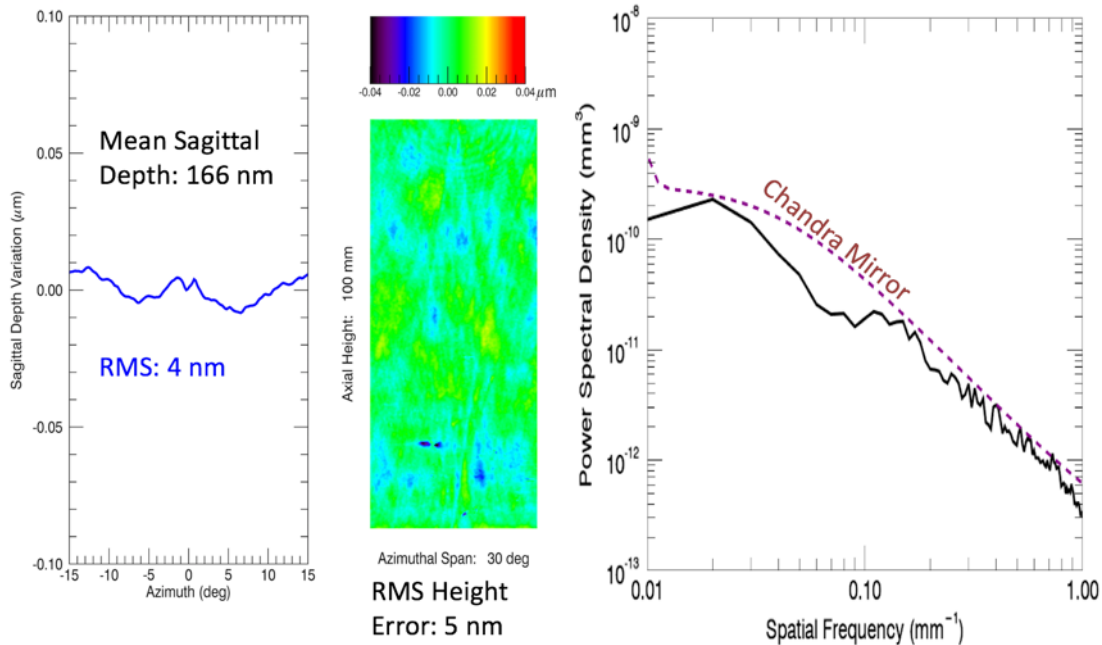 0.10
0.05
0.00
-0.05
-0.10
Sagittal Depth Variation (μm)
Mean Sagittal
Depth: 166 nm
RMS: 4 nm
-15 -10 -5 0 5 10 15
Azimuth (deg)
-0.04 -0.02 0.00 0.02 0.04 μm
Axial Height: 100 mm
Azimuthal Span: 30 deg
RMS Height
Error: 5 nm
10⁻⁸
10⁻⁹
10⁻¹⁰
10⁻¹¹
10⁻¹²
10⁻¹³
Power Spectral Density (mm³)
Chandra Mirror
0.01 0.10 1.00
Spatial Frequency (mm⁻¹)